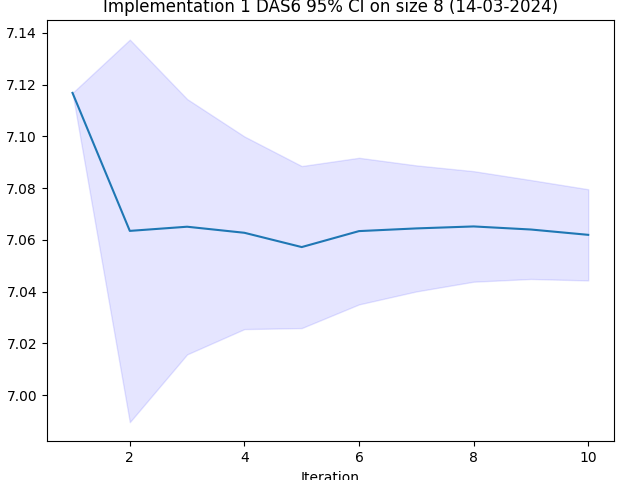 Implementation 1 DAS6 95% CI on size 8 (14-03-2024)
7.14
7.12
7.10
7.08
7.06
7.04
7.02
7.00
2 4 6 8 10
Iteration